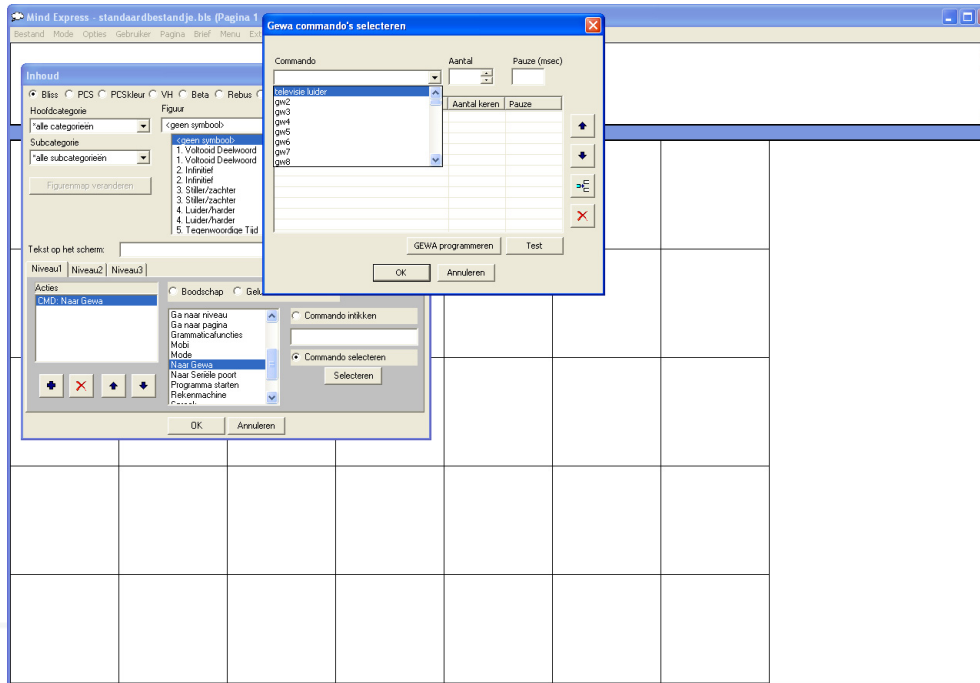 Mind Express - standaardbestandje.bls (Pagina 1
Bestand Mode Opties Gebruiker Pagina Brief Menu
Gewa commando's selecteren
Commando Aantal Pauze (msec)
televisie luider
gw2
gw3
gw4
gw5
gw6
gw7
gw8
Aantal keren Pauze
GEWA programmeren Test
OK Annuleren
Inhoud
Bliss PCS PCSkleur VH Beta Rebus
Hoofdcategorie Figuur
*alle categorieën <geen symbool>
Subcategorie
*alle subcategorieën
Figurenmap veranderen
<geen symbool>
1. Voltooid Deelwoord
1. Voltooid Deelwoord
2. Infinitief
2. Infinitief
3. Stiller/zachter
3. Stiller/zachter
4. Luider/harder
4. Luider/harder
5. Tegenwoordige Tijd
Tekst op het scherm:
Niveau1 Niveau2 Niveau3
Acties
CMD: Naar Gewa
Boodschap
Ga naar niveau
Ga naar pagina
Grammaticafuncties
Mobi
Mode
Naar Gewa
Naar Seriële poort
Programma starten
Rekenmachine
Commando intikken
Commando selecteren
Selecteren
OK Annuleren